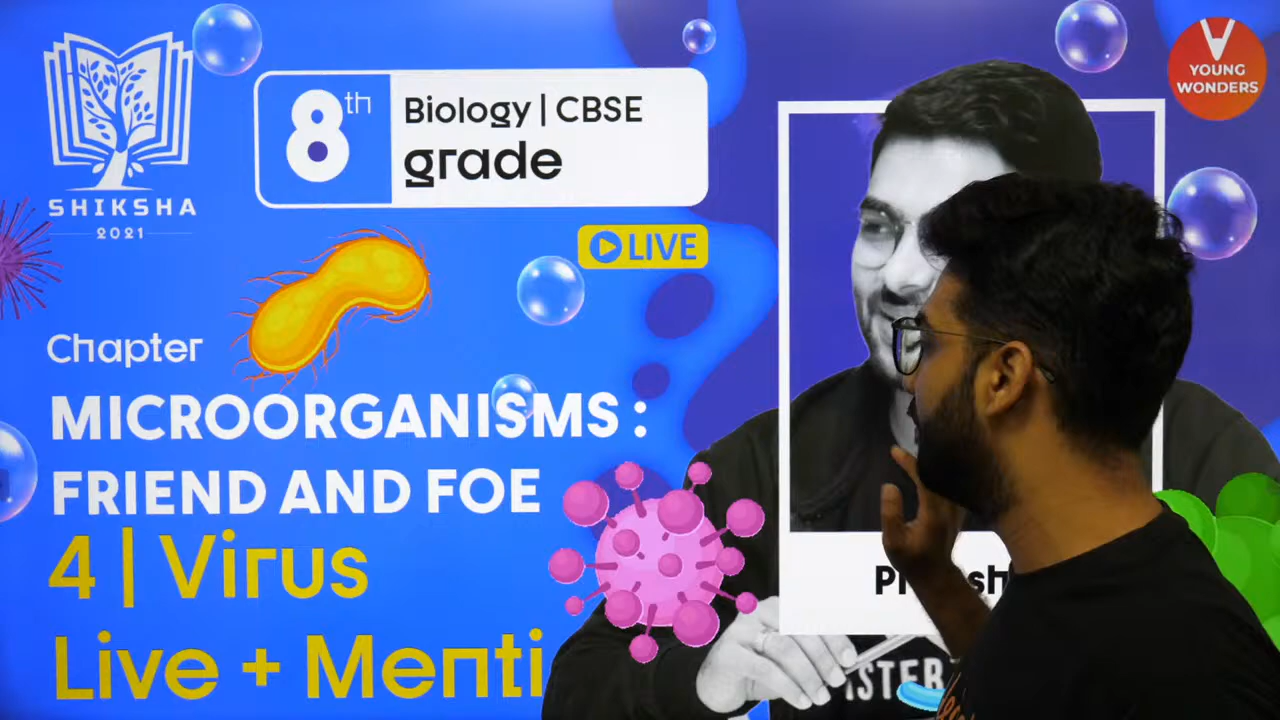 SHIKSHA
2021
8th
Biology | CBSE
grade
LIVE
YOUNG
WONDERS
Chapter
MICROORGANISMS :
FRIEND AND FOE
4 | Virus
Live + Menti